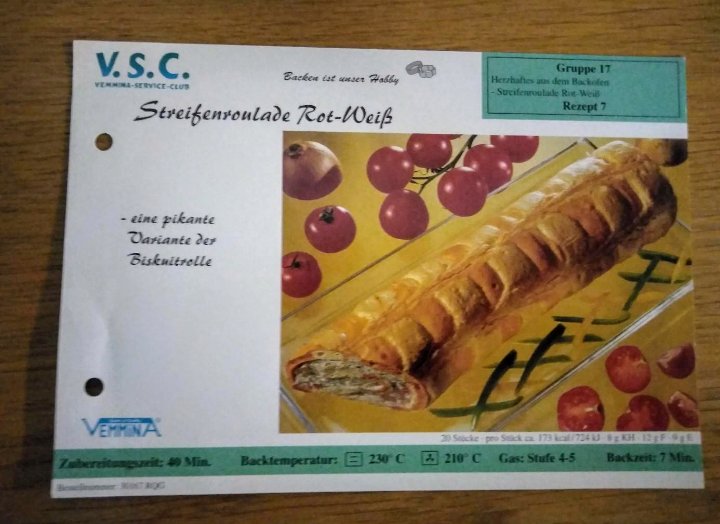 V.S.C.
VEMMINA-SERVICE-CLUB
Backen ist unser Hobby
Gruppe 17
Herzhaftes aus dem Backofen
- Streifenroulade Rot-Weiß
Rezept 7
Streifenroulade Rot-Weiß
- eine pikante
Variante der
Biskuitrolle
VEMMINA
20 Stücke · pro Stück ca. 173 kcal / 724 kJ · 8 g KH · 12 g F · 9 g E
Zubereitungszeit: 40 Min. Backtemperatur: 230° C 210° C Gas: Stufe 4-5 Backzeit: 7 Min.
Bestellnummer: